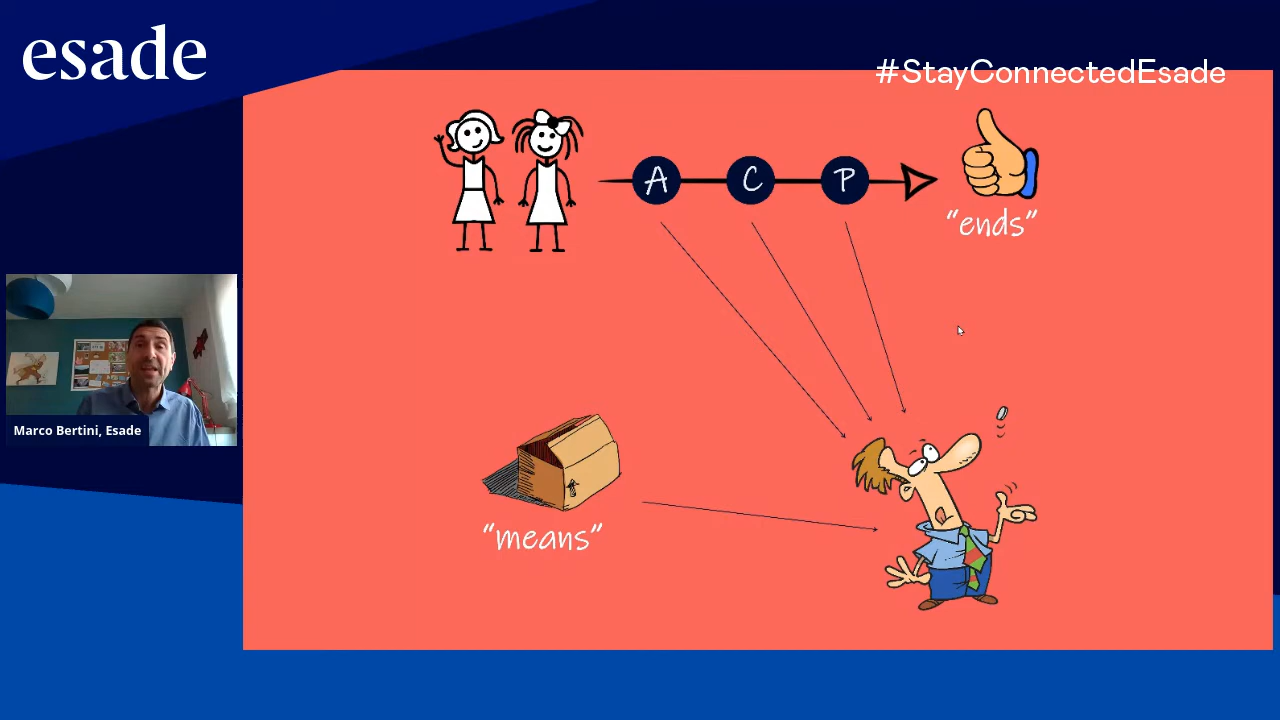 esade
#StayConnectedEsade
A
C
P
"ends"
Marco Bertini, Esade
"means"